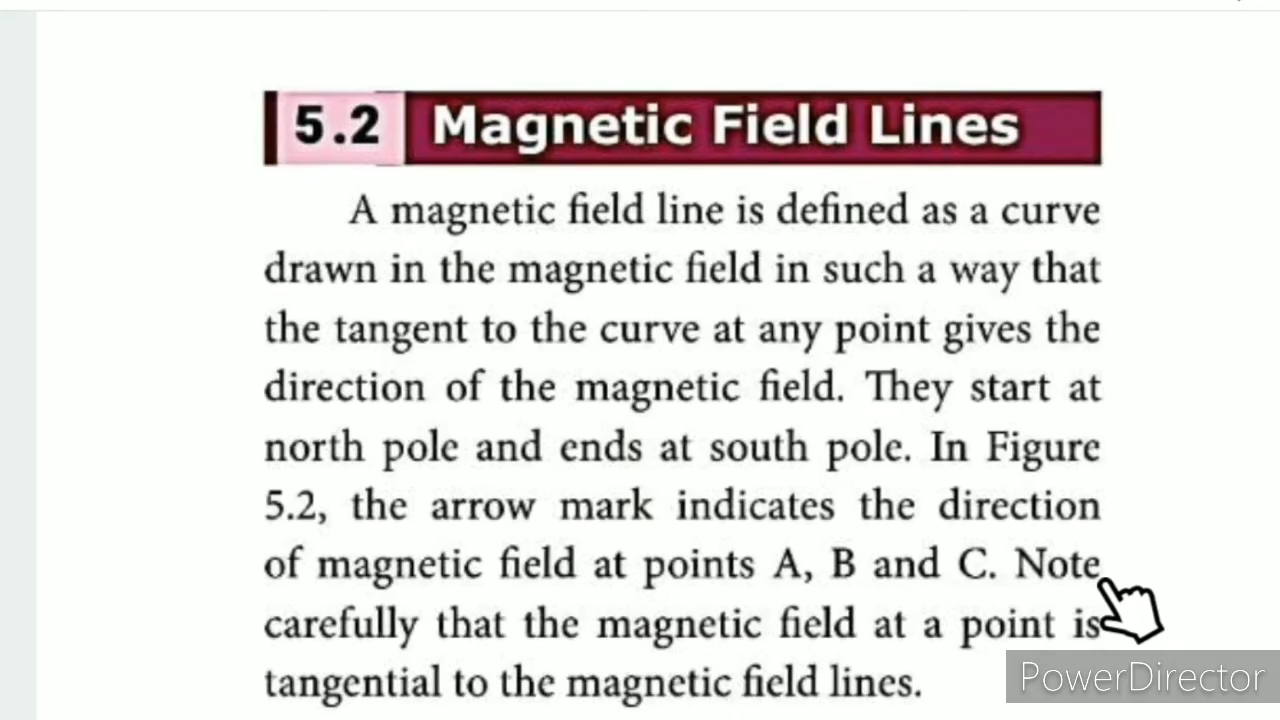 5.2 Magnetic Field Lines
A magnetic field line is defined as a curve
drawn in the magnetic field in such a way that
the tangent to the curve at any point gives the
direction of the magnetic field. They start at
north pole and ends at south pole. In Figure
5.2, the arrow mark indicates the direction
of magnetic field at points A, B and C. Note
carefully that the magnetic field at a point is
tangential to the magnetic field lines.
PowerDirector